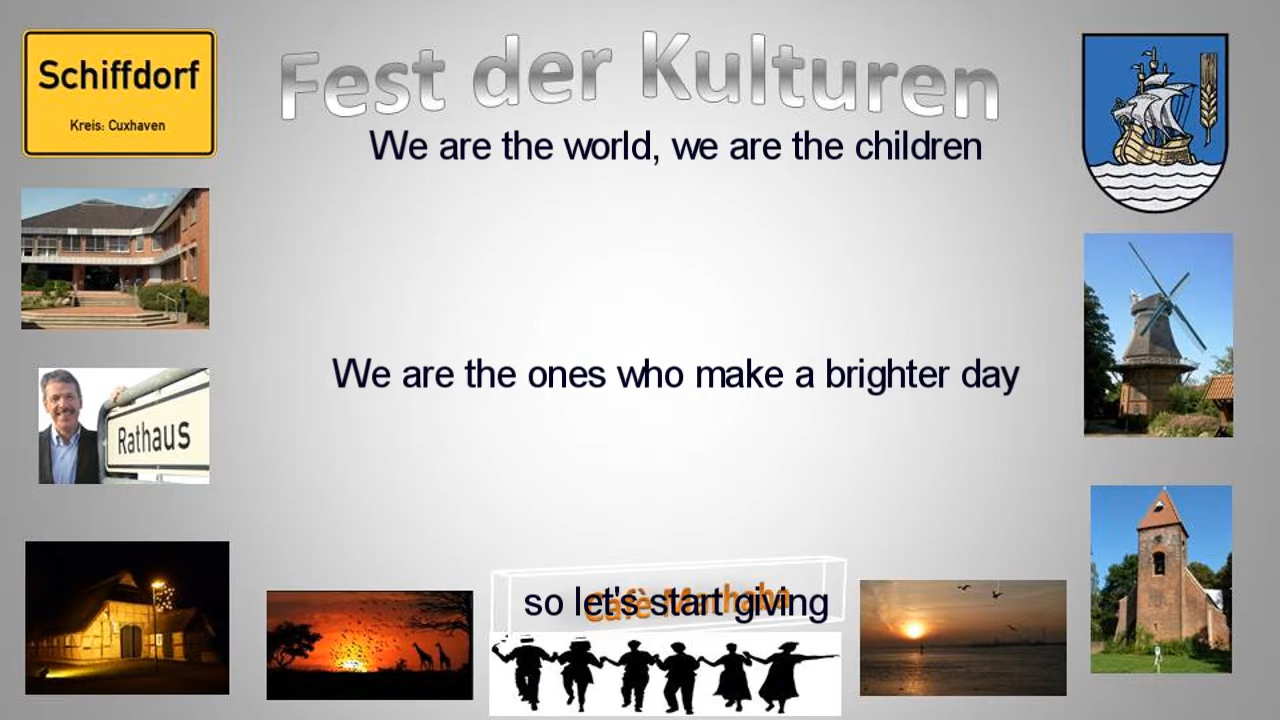 Schiffdorf
Kreis: Cuxhaven
Fest der Kulturen
We are the world, we are the children
We are the ones who make a brighter day
Rathaus
so let's start giving
Cafè